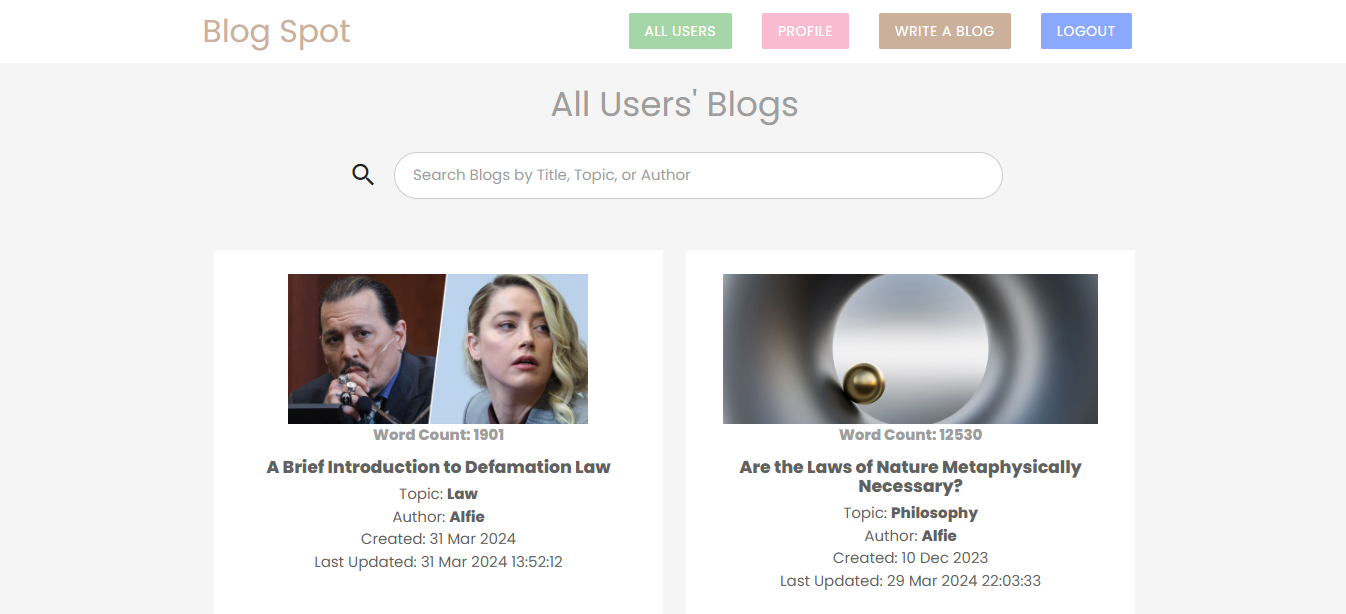 Blog Spot
ALL USERS
PROFILE
WRITE A BLOG
LOGOUT
All Users' Blogs
Search Blogs by Title, Topic, or Author
Word Count: 1901
A Brief Introduction to Defamation Law
Topic: Law
Author: Alfie
Created: 31 Mar 2024
Last Updated: 31 Mar 2024 13:52:12
Word Count: 12530
Are the Laws of Nature Metaphysically
Necessary?
Topic: Philosophy
Author: Alfie
Created: 10 Dec 2023
Last Updated: 29 Mar 2024 22:03:33